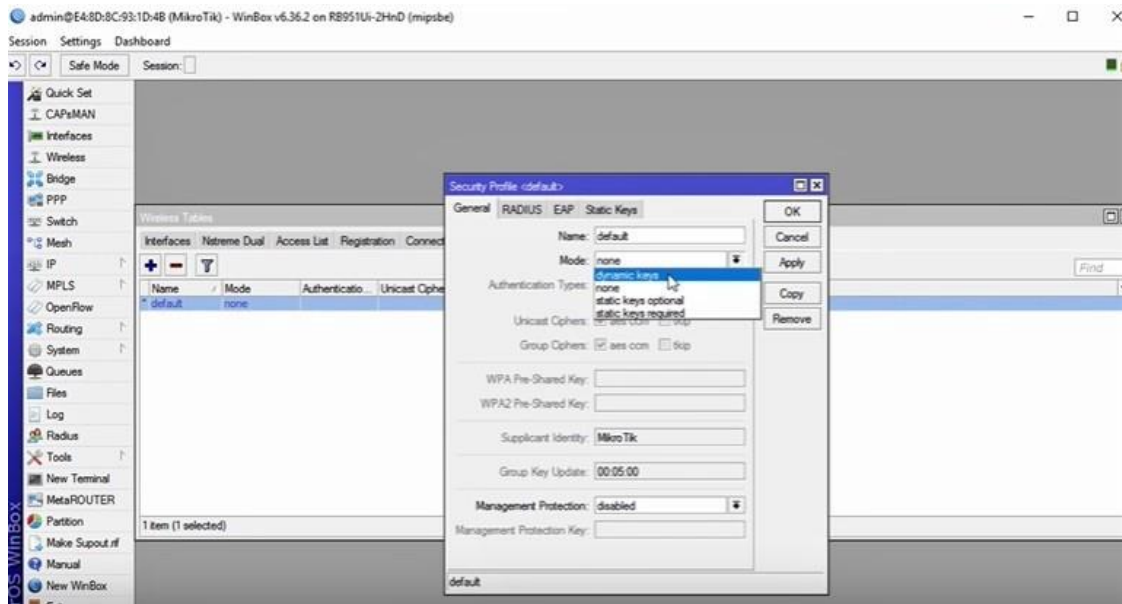 admin@E4:8D:8C:93:1D:4B (MikroTik) - WinBox v6.36.2 on RB951Ui-2HnD (mipsbe)
Session Settings Dashboard
Safe Mode Session:
Quick Set
CAPsMAN
Interfaces
Wireless
Bridge
PPP
Switch
Mesh
IP
MPLS
OpenFlow
Routing
System
Queues
Files
Log
Radius
Tools
New Terminal
MetaROUTER
Partition
Make Supout.rif
Manual
New WinBox
OS WinBox
Wireless Tables
Interfaces Nstreme Dual Access List Registration Connect
Find
Name Mode Authenticatio... Unicast Ciphe
* default none
1 item (1 selected)
Security Profile <default>
General RADIUS EAP Static Keys
Name: default
Mode: none
dynamic keys
none
static keys optional
static keys required
Authentication Types:
Unicast Ciphers: aes ccm tkip
Group Ciphers: aes ccm tkip
WPA Pre-Shared Key:
WPA2 Pre-Shared Key:
Supplicant Identity: MikroTik
Group Key Update: 00:05:00
Management Protection: disabled
Management Protection Key:
default
OK
Cancel
Apply
Copy
Remove